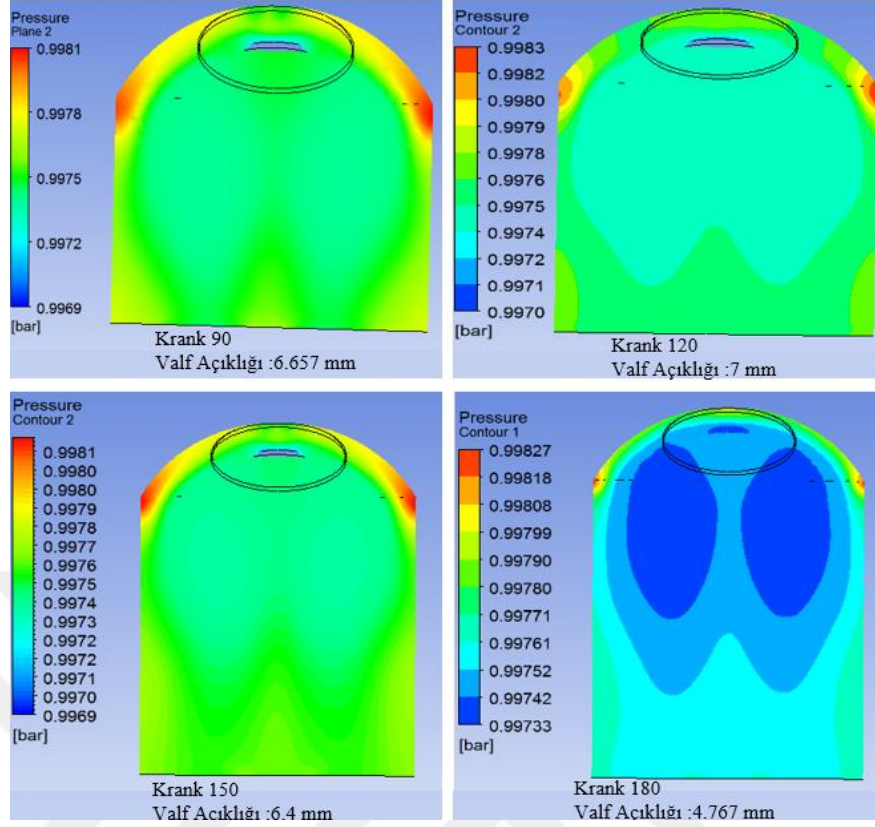 Pressure
Plane 2
0.9981
0.9978
0.9975
0.9972
0.9969
[bar]
Krank 90
Valf Açıklığı :6.657 mm
Pressure
Contour 2
0.9983
0.9982
0.9980
0.9979
0.9978
0.9976
0.9975
0.9974
0.9972
0.9971
0.9970
[bar]
Krank 120
Valf Açıklığı :7 mm
Pressure
Contour 2
0.9981
0.9980
0.9979
0.9978
0.9977
0.9976
0.9975
0.9974
0.9973
0.9972
0.9972
0.9971
0.9970
0.9969
[bar]
Krank 150
Valf Açıklığı :6.4 mm
Pressure
Contour 1
0.99827
0.99818
0.99808
0.99799
0.99790
0.99780
0.99771
0.99761
0.99752
0.99742
0.99733
[bar]
Krank 180
Valf Açıklığı :4.767 mm